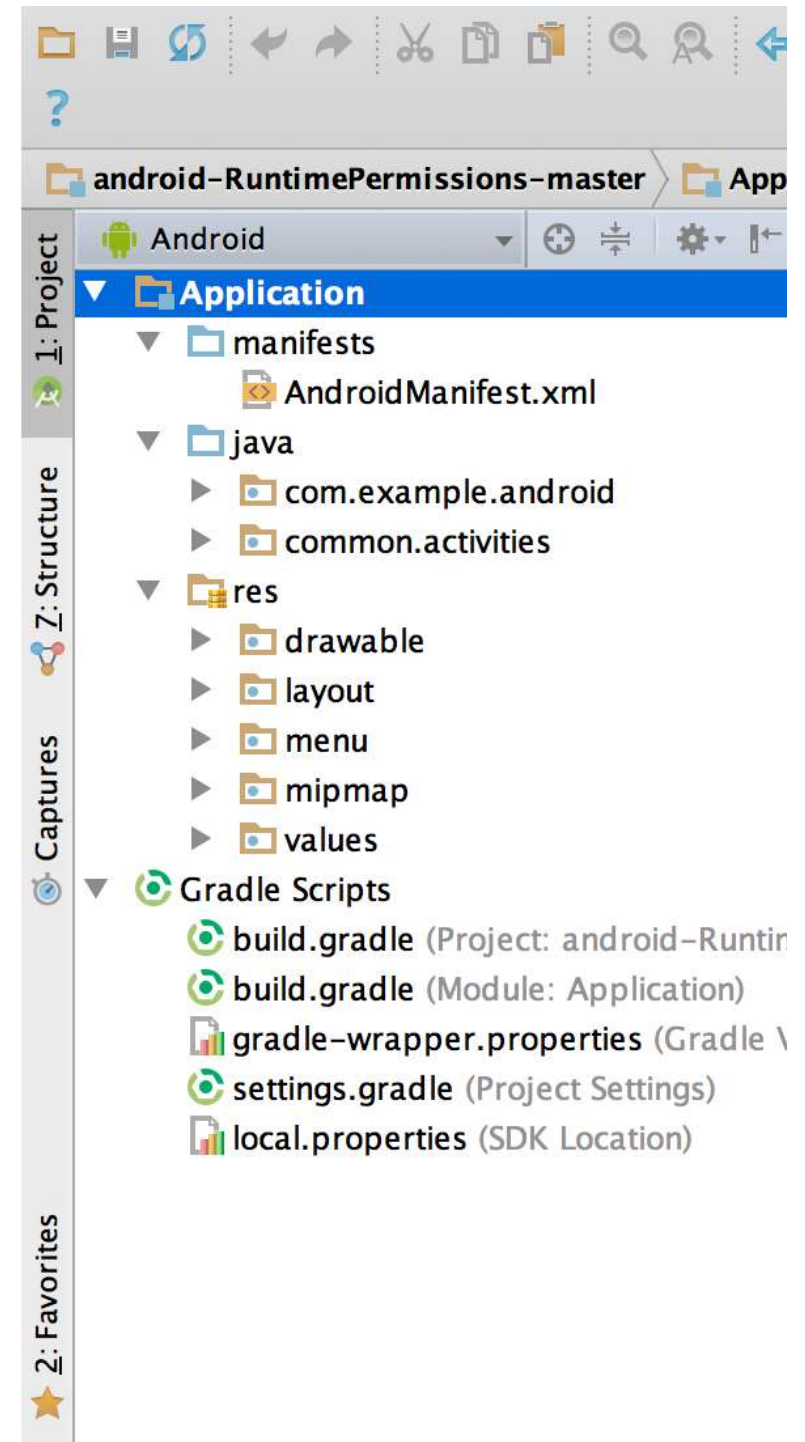 ?
android-RuntimePermissions-master App
1: Project
7: Structure
Captures
2: Favorites
Android
Application
manifests
AndroidManifest.xml
java
com.example.android
common.activities
res
drawable
layout
menu
mipmap
values
Gradle Scripts
build.gradle (Project: android-Runtim
build.gradle (Module: Application)
gradle-wrapper.properties (Gradle V
settings.gradle (Project Settings)
local.properties (SDK Location)